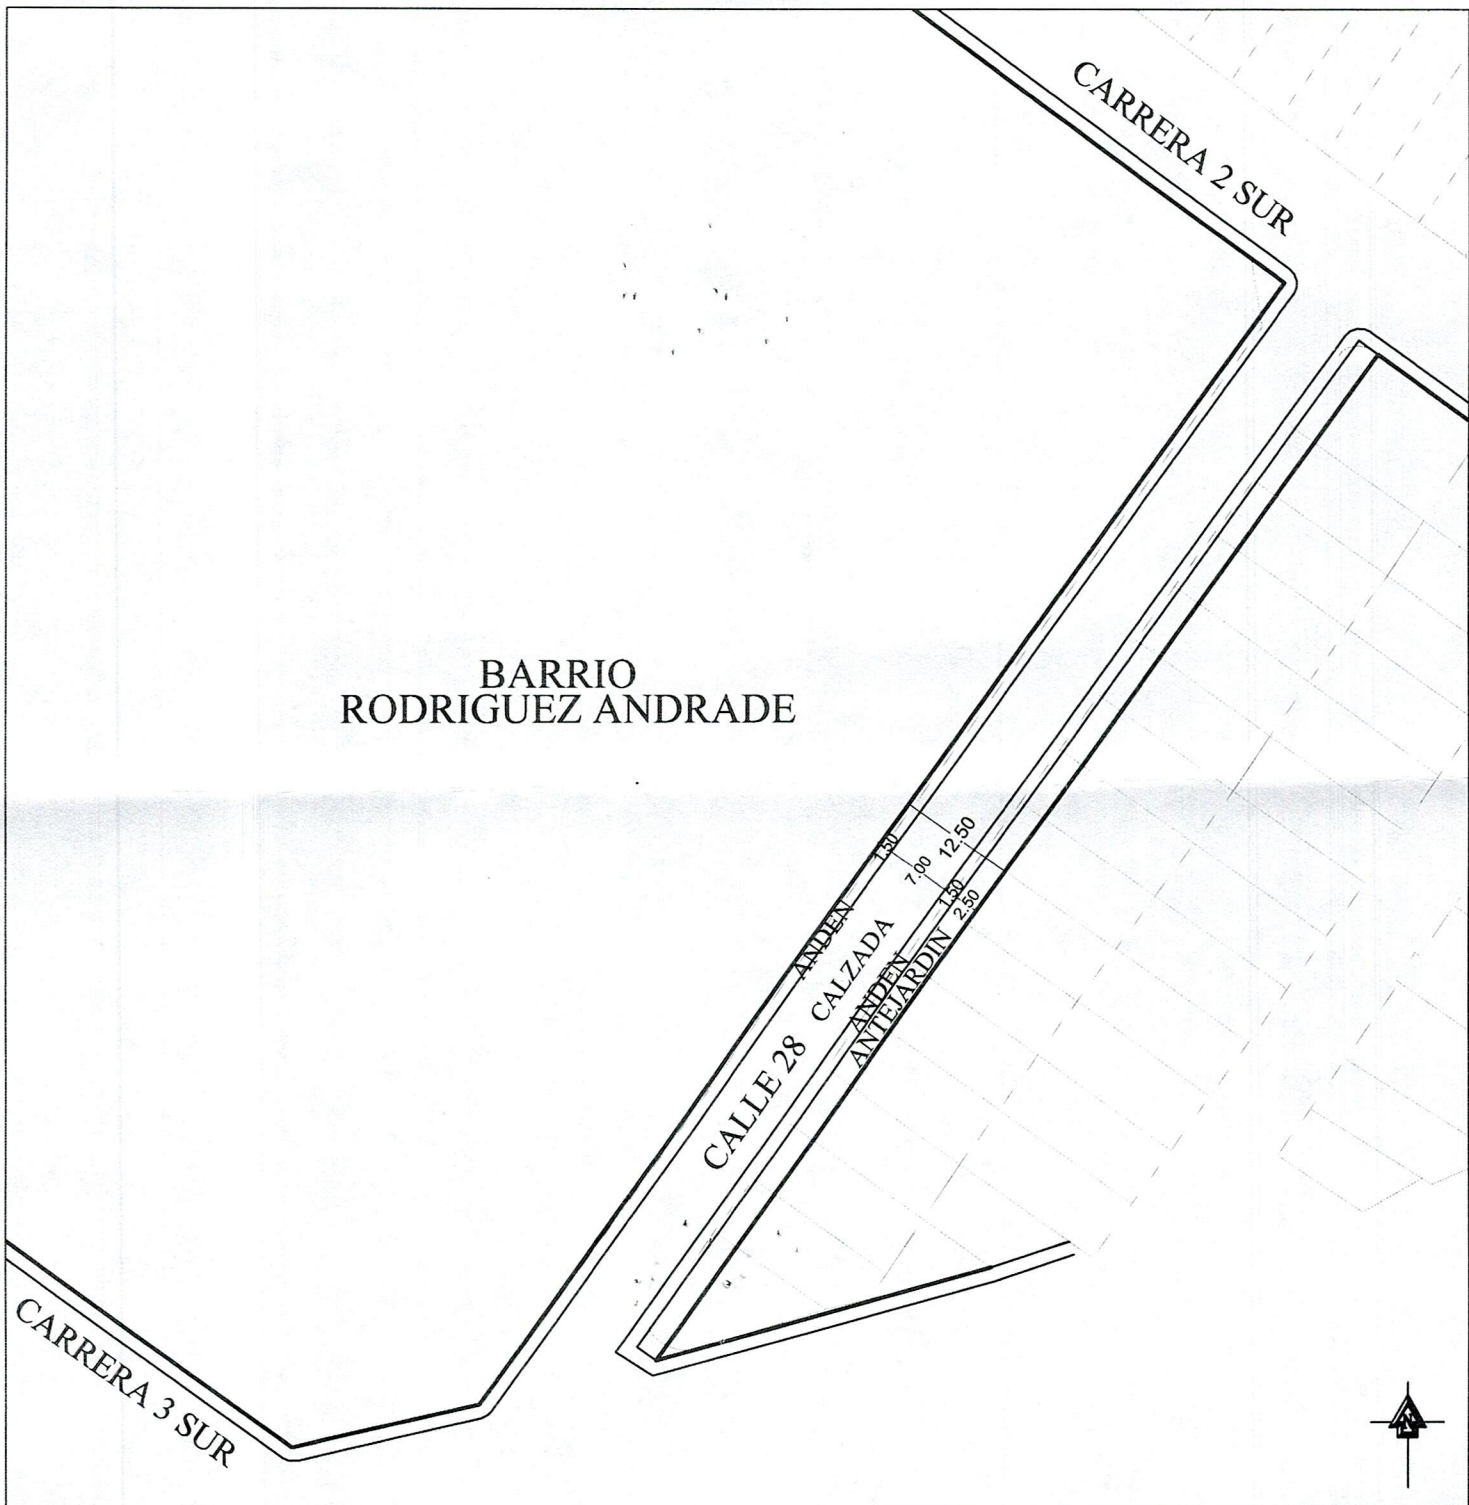 CARRERA 2 SUR
BARRIO
RODRIGUEZ ANDRADE
12.50
1.50
7.00
1.50
2.50
ANDEN
CALZADA
ANDEN
ANTEJARDIN
CALLE 28
CARRERA 3 SUR
N